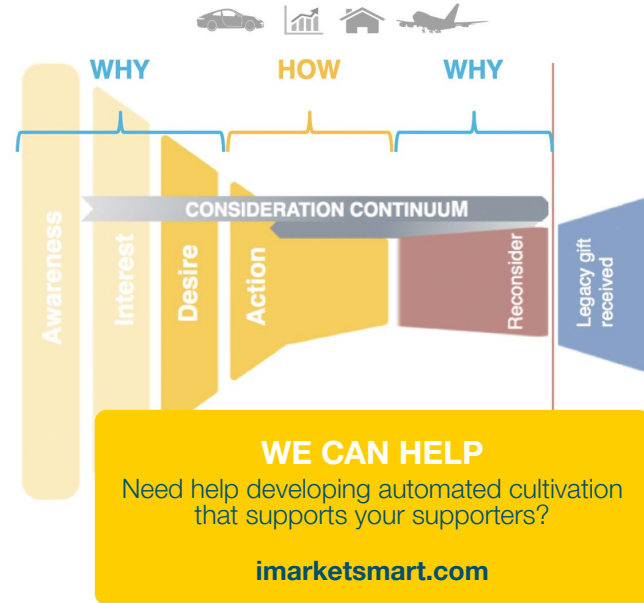 WHY
HOW
WHY
CONSIDERATION CONTINUUM
Awareness
Interest
Desire
Action
Reconsider
Legacy gift
received
WE CAN HELP
Need help developing automated cultivation
that supports your supporters?
imarketsmart.com